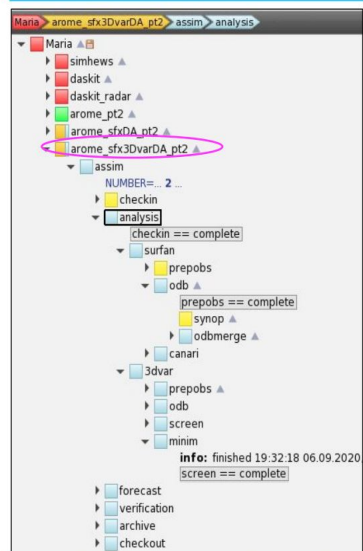 Maria arome_sfx3DvarDA_pt2 assim analysis
Maria
simhews
daskit
daskit_radar
arome_pt2
arome_sfxDA_pt2
arome_sfx3DvarDA_pt2
assim
NUMBER=... 2 ...
checkin
analysis
checkin == complete
surfan
prepobs
odb
prepobs == complete
synop
odbmerge
canari
3dvar
prepobs
odb
screen
minim
info: finished 19:32:18 06.09.2020
screen == complete
forecast
verification
archive
checkout